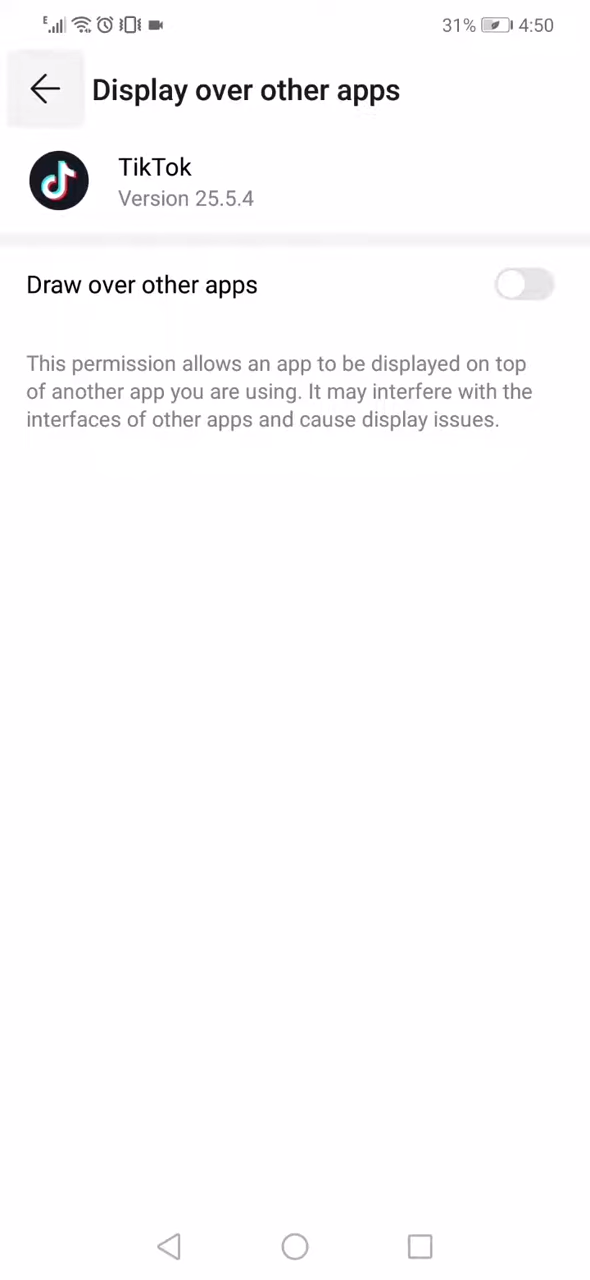 E 31% 4:50
Display over other apps
TikTok
Version 25.5.4
Draw over other apps
This permission allows an app to be displayed on top
of another app you are using. It may interfere with the
interfaces of other apps and cause display issues.